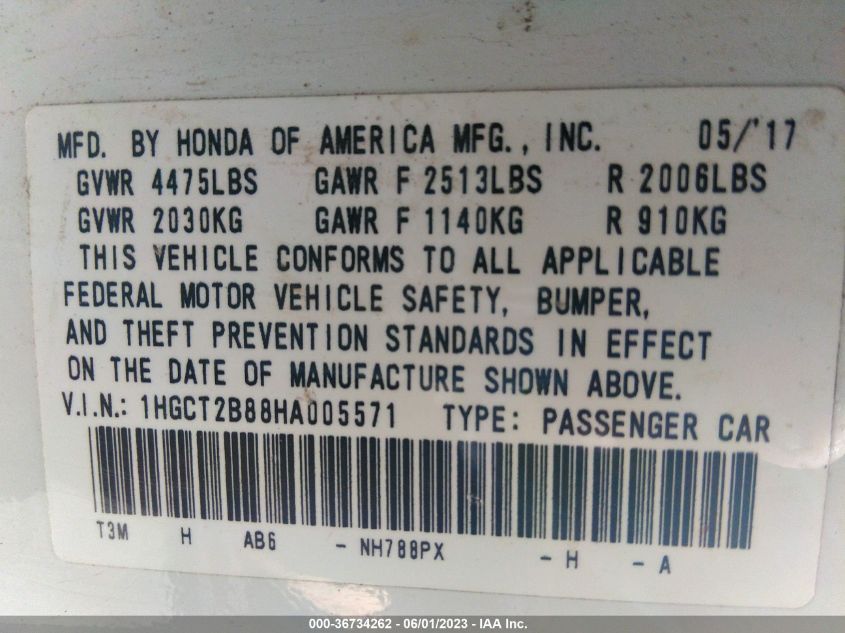 MFD. BY HONDA OF AMERICA MFG., INC. 05/'17
GVWR 4475LBS GAWR F 2513LBS R 2006LBS
GVWR 2030KG GAWR F 1140KG R 910KG
THIS VEHICLE CONFORMS TO ALL APPLICABLE
FEDERAL MOTOR VEHICLE SAFETY, BUMPER,
AND THEFT PREVENTION STANDARDS IN EFFECT
ON THE DATE OF MANUFACTURE SHOWN ABOVE.
V.I.N.: 1HGCT2B88HA005571 TYPE: PASSENGER CAR
T3M H AB6 - NH788PX - H - A
000-36734262 - 06/01/2023 - IAA Inc.